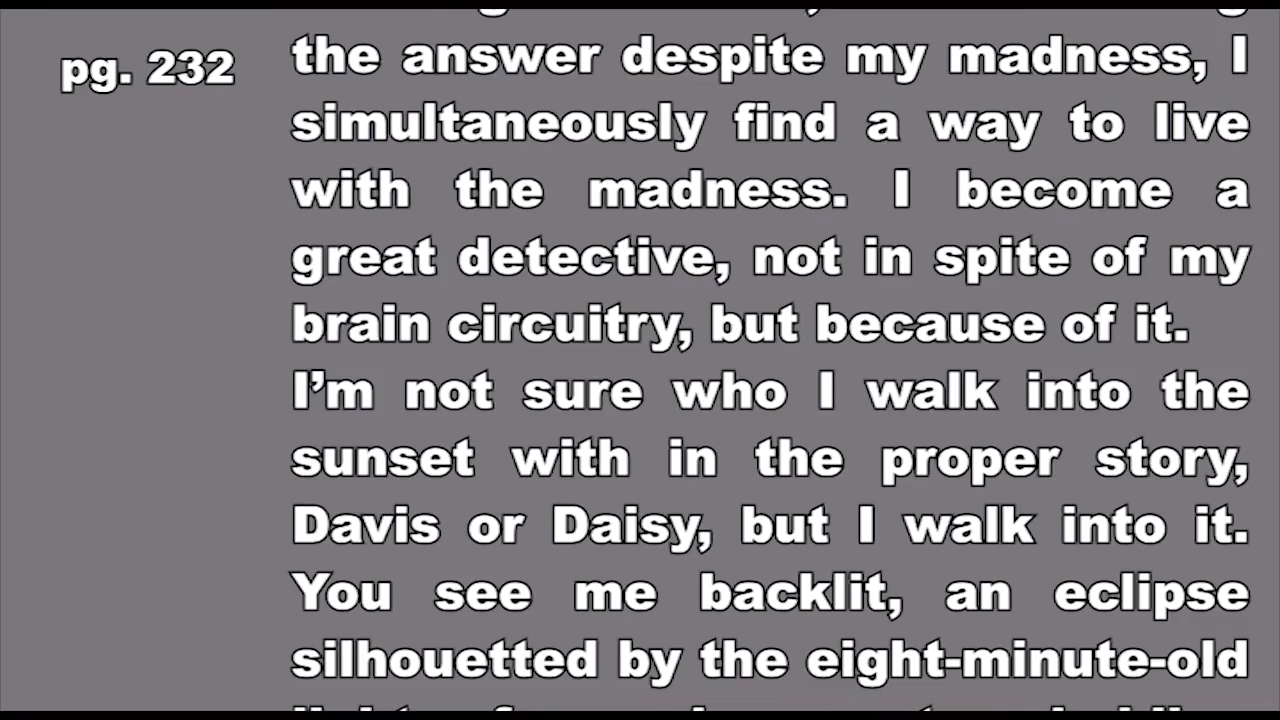 pg. 232
the answer despite my madness, I
simultaneously find a way to live
with the madness. I become a
great detective, not in spite of my
brain circuitry, but because of it.
I’m not sure who I walk into the
sunset with in the proper story,
Davis or Daisy, but I walk into it.
You see me backlit, an eclipse
silhouetted by the eight-minute-old